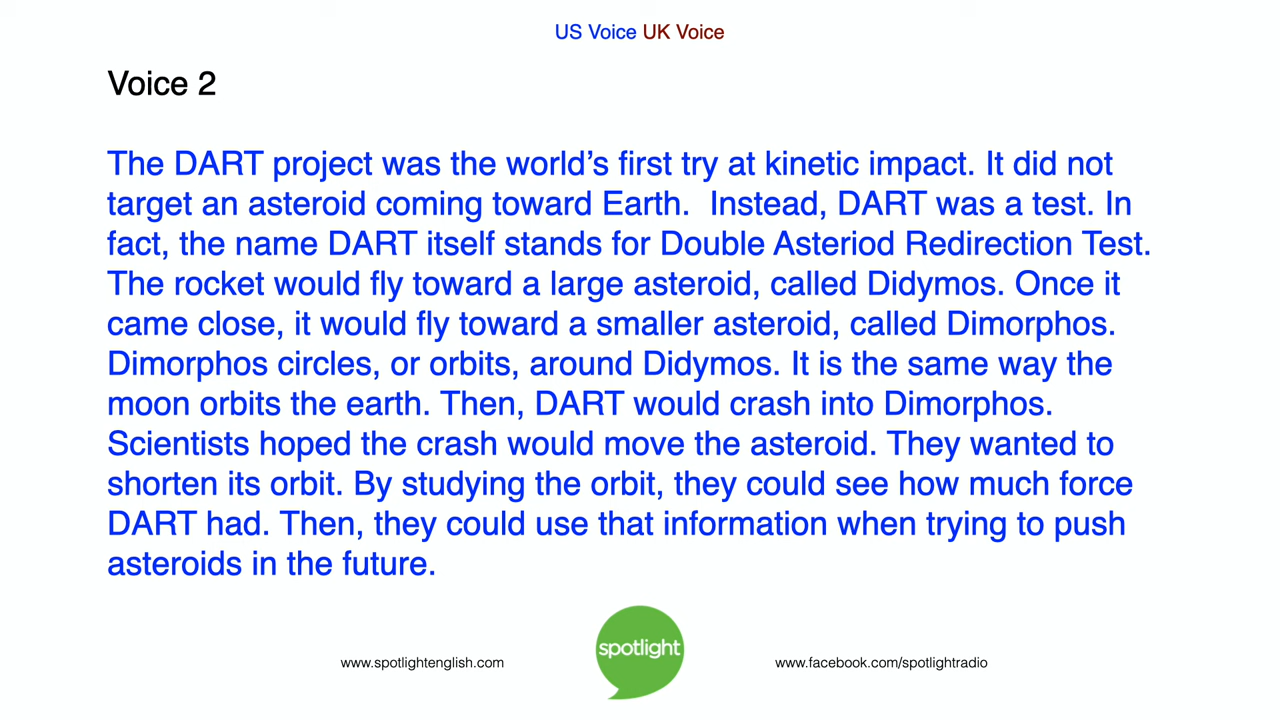 US Voice UK Voice
Voice 2
The DART project was the world’s first try at kinetic impact. It did not
target an asteroid coming toward Earth.  Instead, DART was a test. In
fact, the name DART itself stands for Double Asteriod Redirection Test.
The rocket would fly toward a large asteroid, called Didymos. Once it
came close, it would fly toward a smaller asteroid, called Dimorphos.
Dimorphos circles, or orbits, around Didymos. It is the same way the
moon orbits the earth. Then, DART would crash into Dimorphos.
Scientists hoped the crash would move the asteroid. They wanted to
shorten its orbit. By studying the orbit, they could see how much force
DART had. Then, they could use that information when trying to push
asteroids in the future.
www.spotlightenglish.com
spotlight
www.facebook.com/spotlightradio